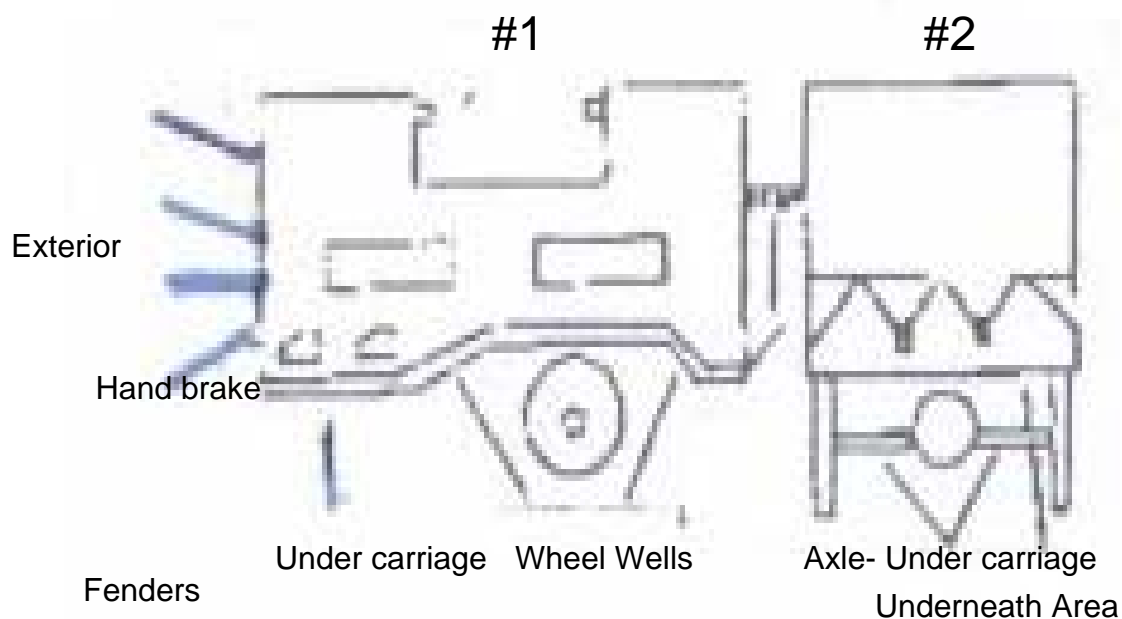 #1 #2
Exterior
Hand brake
Under carriage Wheel Wells Axle- Under carriage
Fenders
Underneath Area